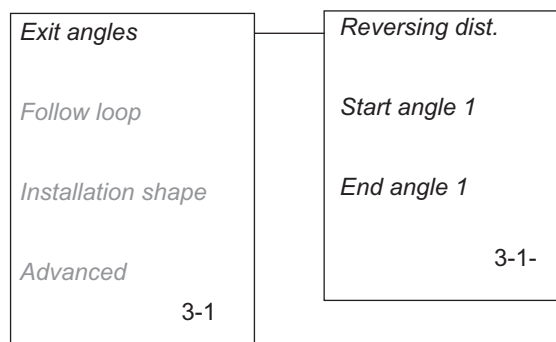 Exit angles
Follow loop
Installation shape
Advanced
3-1
Reversing dist.
Start angle 1
End angle 1
3-1-